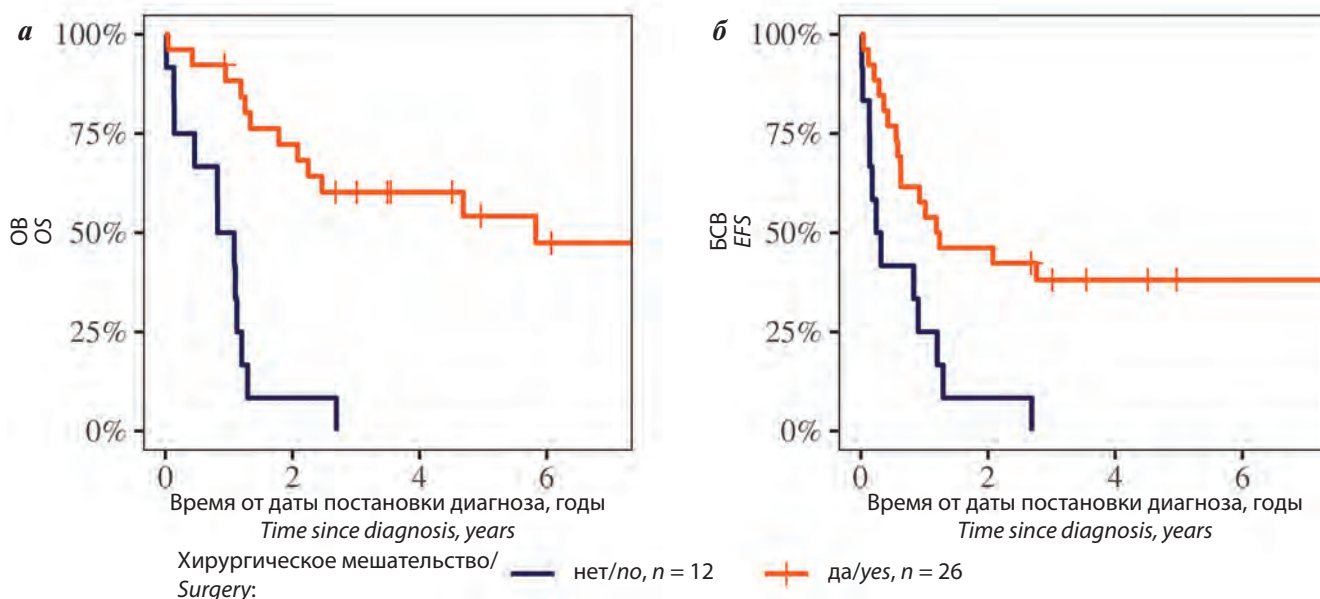 а
100%
75%
50%
25%
0%
ОВ
OS
0 2 4 6
Время от даты постановки диагноза, годы
Time since diagnosis, years
б
100%
75%
50%
25%
0%
БСВ
EFS
0 2 4 6
Время от даты постановки диагноза, годы
Time since diagnosis, years
Хирургическое мешательство/
Surgery:
нет/no, n = 12
да/yes, n = 26